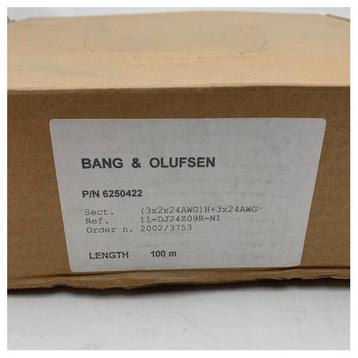 BANG & OLUFSEN
P/N 6250422
Sect. (3x2x24AWG)H+3x24AWG
Ref. 11-DJ24Z09R-N1
Order n. 2002/3753
LENGTH 100 m